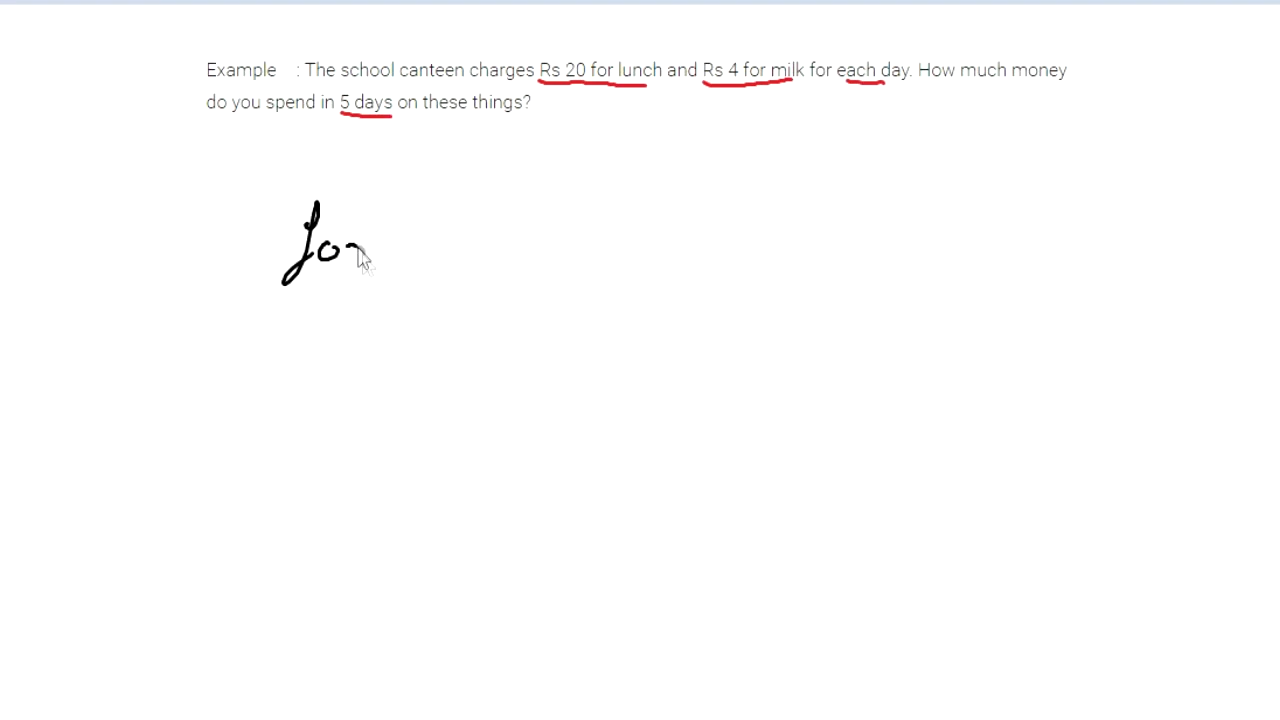 Example : The school canteen charges Rs 20 for lunch and Rs 4 for milk for each day. How much money
do you spend in 5 days on these things?
for